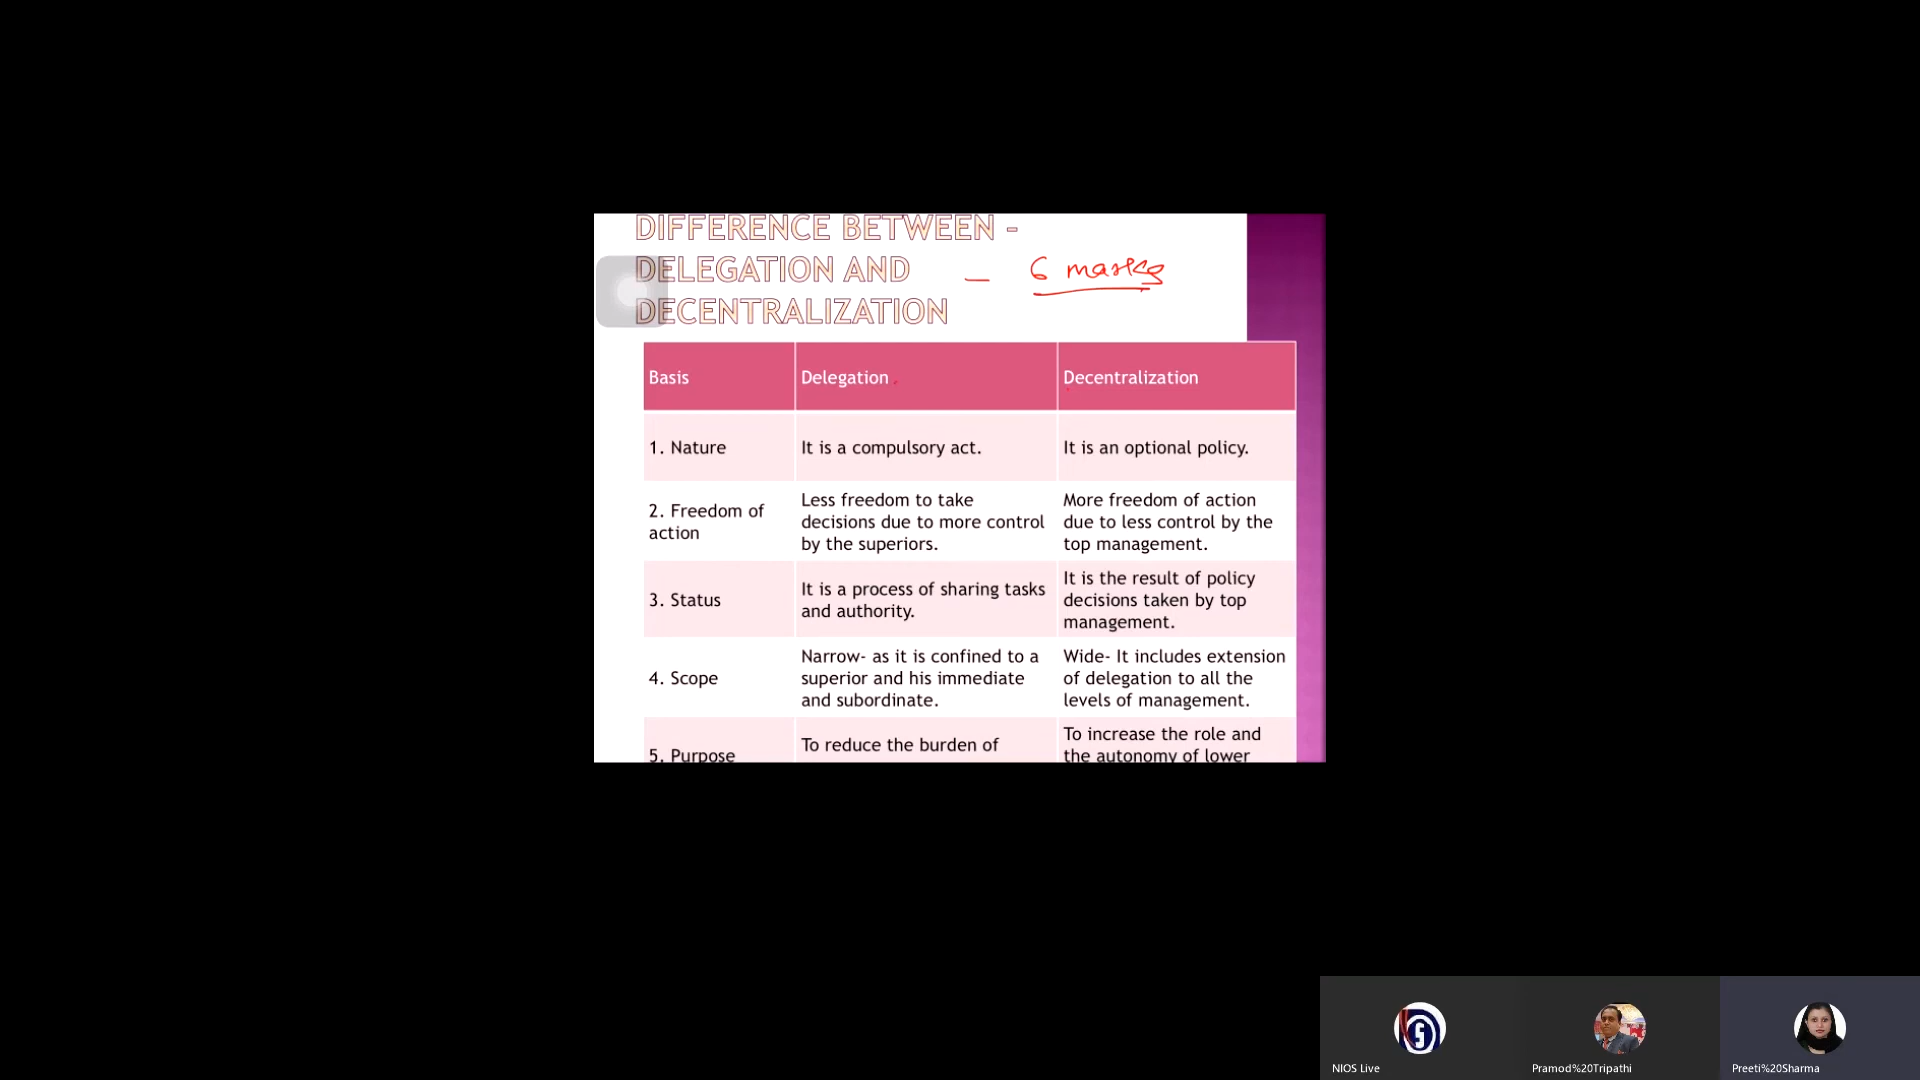 DIFFERENCE BETWEEN -
DELEGATION AND
— 6 marks
DECENTRALIZATION
Basis
Delegation
Decentralization
1. Nature
It is a compulsory act.
It is an optional policy.
2. Freedom of
action
Less freedom to take
decisions due to more control
by the superiors.
More freedom of action
due to less control by the
top management.
3. Status
It is a process of sharing tasks
and authority.
It is the result of policy
decisions taken by top
management.
4. Scope
Narrow- as it is confined to a
superior and his immediate
and subordinate.
Wide- It includes extension
of delegation to all the
levels of management.
5. Purpose
To reduce the burden of
To increase the role and
the autonomy of lower
NIOS Live
Pramod%20Tripathi
Preeti%20Sharma